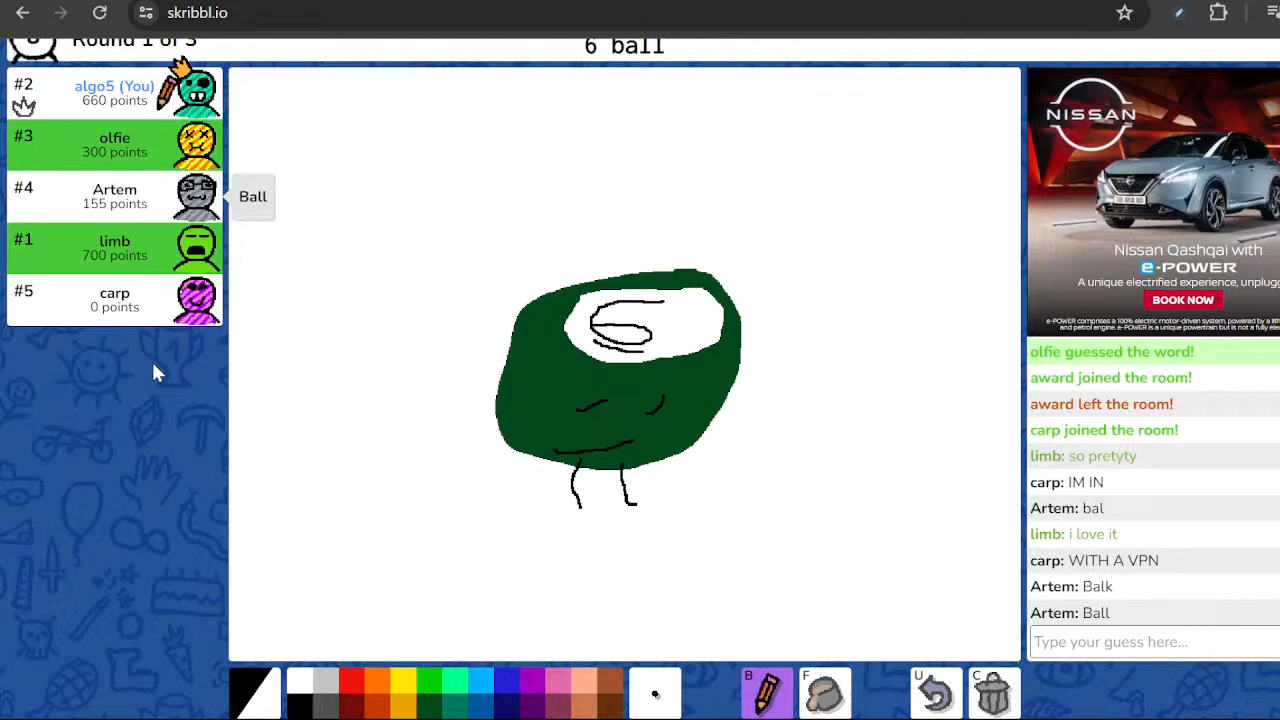 skribbl.io
Round 1 of 3
6 ball
#2
algo5 (You)
660 points
#3
olfie
300 points
#4
Artem
155 points
Ball
#1
limb
700 points
#5
carp
0 points
6
NISSAN
Nissan Qashqai with
e-POWER
A unique electrified experience, unplugg
BOOK NOW
olfie guessed the word!
award joined the room!
award left the room!
carp joined the room!
limb: so pretyty
carp: IM IN
Artem: bal
limb: i love it
carp: WITH A VPN
Artem: Balk
Artem: Ball
Type your guess here...
B
F
U
C